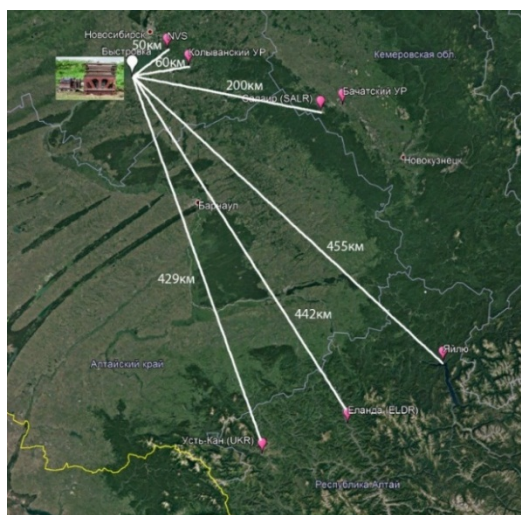 Новосибирск
NVS
Быстровка
50км
Колыванский УР
60км
Кемеровская обл.
200км
Салаир (SALR)
Бачатский УР
Новокузнецк
Барнаул
455км
429км
442км
Яйлю
Алтайский край
Еланда (ELDR)
Усть-Кан (UKR)
Республика Алтай